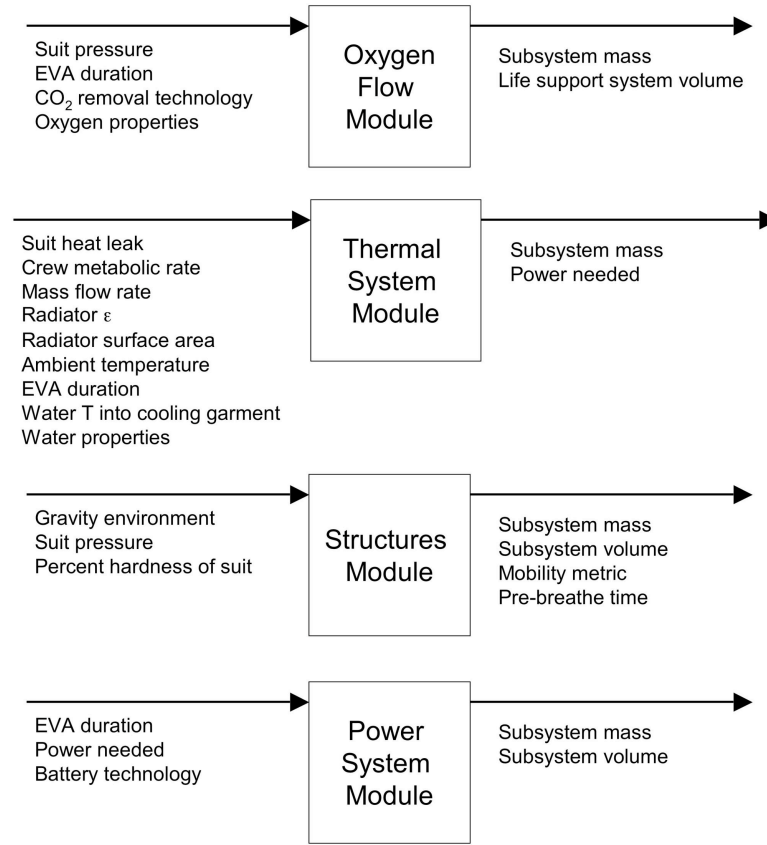 Suit pressure
EVA duration
CO₂ removal technology
Oxygen properties
Oxygen
Flow
Module
Subsystem mass
Life support system volume
Suit heat leak
Crew metabolic rate
Mass flow rate
Radiator ε
Radiator surface area
Ambient temperature
EVA duration
Water T into cooling garment
Water properties
Thermal
System
Module
Subsystem mass
Power needed
Gravity environment
Suit pressure
Percent hardness of suit
Structures
Module
Subsystem mass
Subsystem volume
Mobility metric
Pre-breathe time
EVA duration
Power needed
Battery technology
Power
System
Module
Subsystem mass
Subsystem volume